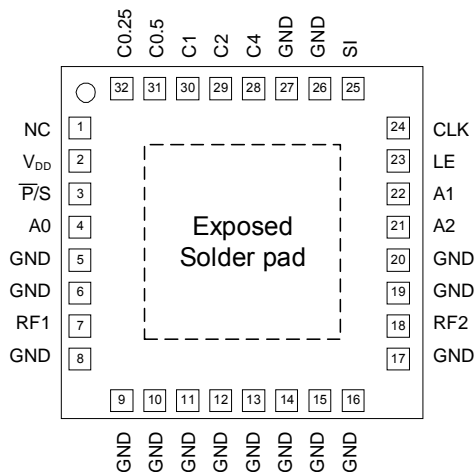 C0.25 C0.5 C1 C2 C4 GND GND SI
32 31 30 29 28 27 26 25
NC 1 24 CLK
VDD 2 23 LE
P̅/S 3 22 A1
A0 4 21 A2
GND 5 20 GND
GND 6 19 GND
RF1 7 18 RF2
GND 8 17 GND
Exposed
Solder pad
9 10 11 12 13 14 15 16
GND GND GND GND GND GND GND GND